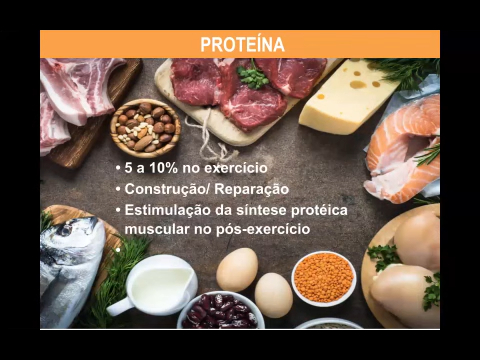 PROTEÍNA
• 5 a 10% no exercício
• Construção/ Reparação
• Estimulação da síntese protéica
muscular no pós-exercício
•